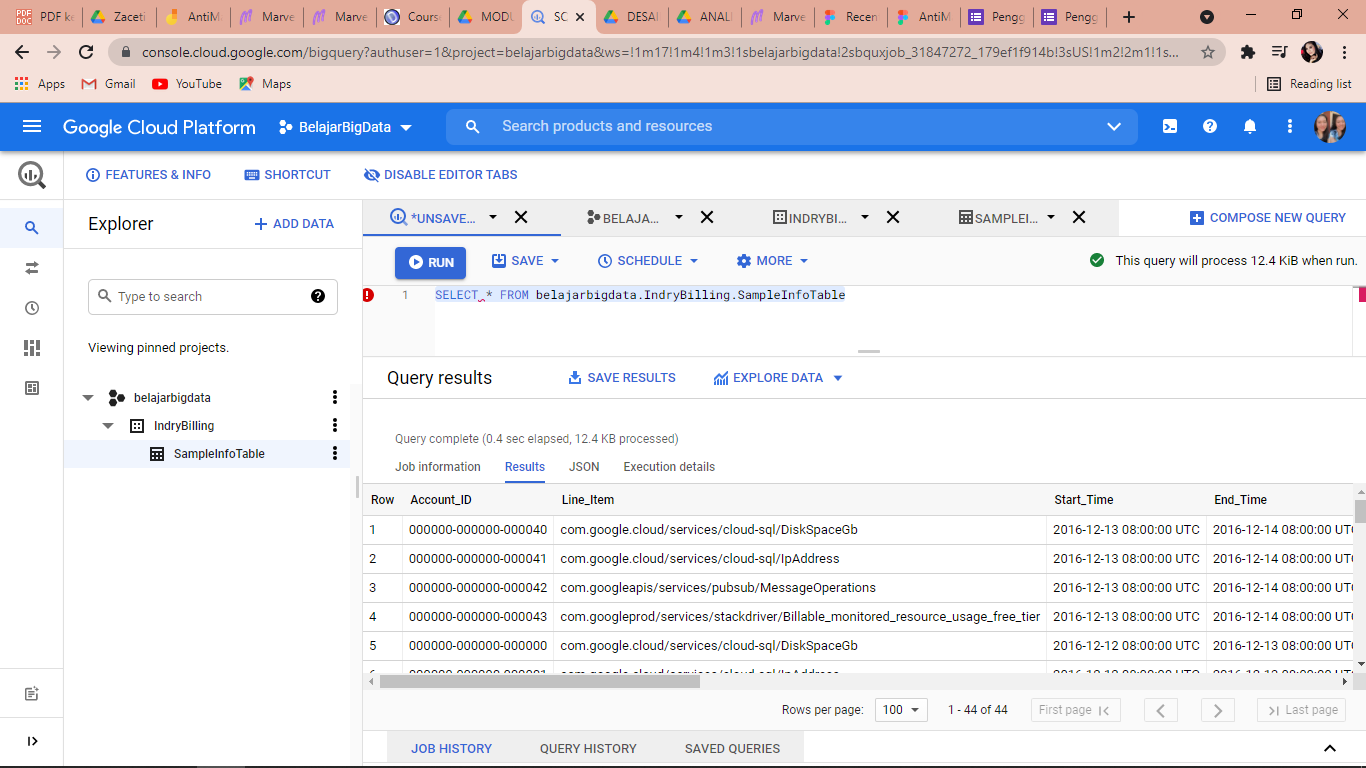 PDF ke
Zaceti
AntiMa
Marve
Marve
Course
MODU
SC
DESAI
ANALI
Marve
Recen
AntiM
Pengg
Pengg
console.cloud.google.com/bigquery?authuser=1&project=belajarbigdata&ws=!1m17!1m4!1m3!1sbelajarbigdata!2sbquxjob_31847272_179ef1f914b!3sUS!1m2!2m1!1s...
Apps
Gmail
YouTube
Maps
Reading list
Google Cloud Platform
BelajarBigData
Search products and resources
FEATURES & INFO
SHORTCUT
DISABLE EDITOR TABS
Explorer
+ ADD DATA
*UNSAVE...
BELAJA...
INDRYBI...
SAMPLEI...
COMPOSE NEW QUERY
RUN
SAVE
SCHEDULE
MORE
This query will process 12.4 KiB when run.
Type to search
1 SELECT * FROM belajarbigdata.IndryBilling.SampleInfoTable
Viewing pinned projects.
belajarbigdata
IndryBilling
SampleInfoTable
Query results
SAVE RESULTS
EXPLORE DATA
Query complete (0.4 sec elapsed, 12.4 KB processed)
Job information
Results
JSON
Execution details
Row Account_ID Line_Item Start_Time End_Time
1 000000-000000-000040 com.google.cloud/services/cloud-sql/DiskSpaceGb 2016-12-13 08:00:00 UTC 2016-12-14 08:00:00 UTC
2 000000-000000-000041 com.google.cloud/services/cloud-sql/IpAddress 2016-12-13 08:00:00 UTC 2016-12-14 08:00:00 UTC
3 000000-000000-000042 com.googleapis/services/pubsub/MessageOperations 2016-12-13 08:00:00 UTC 2016-12-14 08:00:00 UTC
4 000000-000000-000043 com.googleprod/services/stackdriver/Billable_monitored_resource_usage_free_tier 2016-12-13 08:00:00 UTC 2016-12-14 08:00:00 UTC
5 000000-000000-000000 com.google.cloud/services/cloud-sql/DiskSpaceGb 2016-12-12 08:00:00 UTC 2016-12-13 08:00:00 UTC
Rows per page:
100
1 - 44 of 44
First page
Last page
JOB HISTORY
QUERY HISTORY
SAVED QUERIES